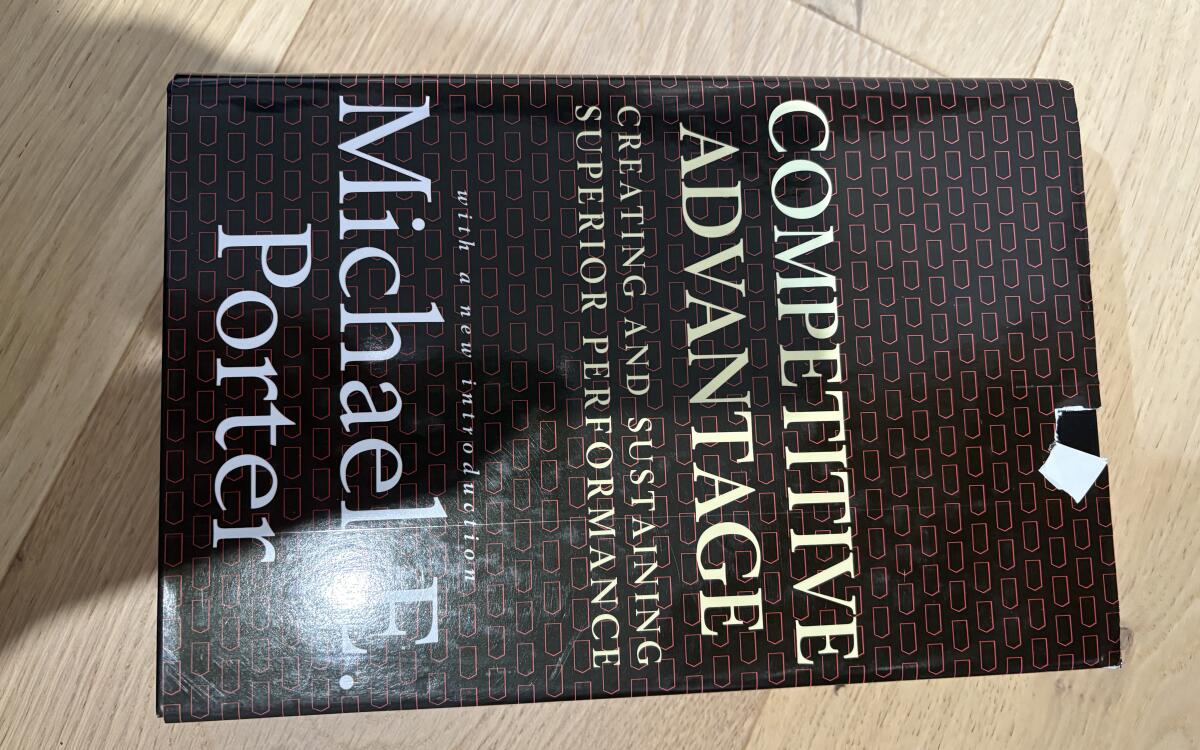 COMPETITIVE
ADVANTAGE
CREATING AND SUSTAINING
SUPERIOR PERFORMANCE
with a new introduction
Michael E.
Porter